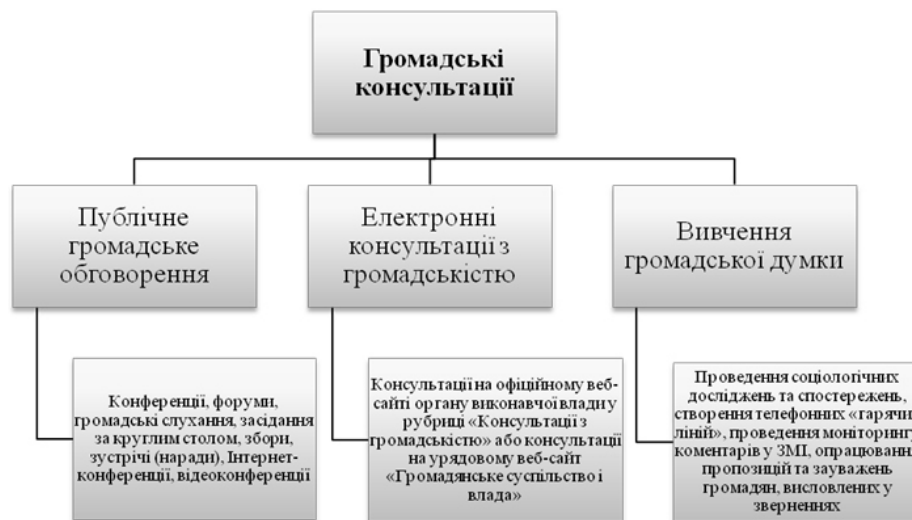 Громадські
консультації
Публічне
громадське
обговорення
Електронні
консультації з
громадськістю
Вивчення
громадської думки
Конференції, форуми,
громадські слухання, засідання
за круглим столом, збори,
зустрічі (наради), Інтернет-
конференції, відеоконференції
Консультації на офіційному веб-
сайті органу виконавчої влади у
рубриці «Консультації з
громадськістю» або консультації
на урядовому веб-сайт
«Громадянське суспільство і
влада»
Проведення соціологічних
досліджень та спостережень,
створення телефонних «гарячих
ліній», проведення моніторингу
коментарів у ЗМІ, опрацювання
пропозицій та зауважень
громадян, висловлених у
зверненнях